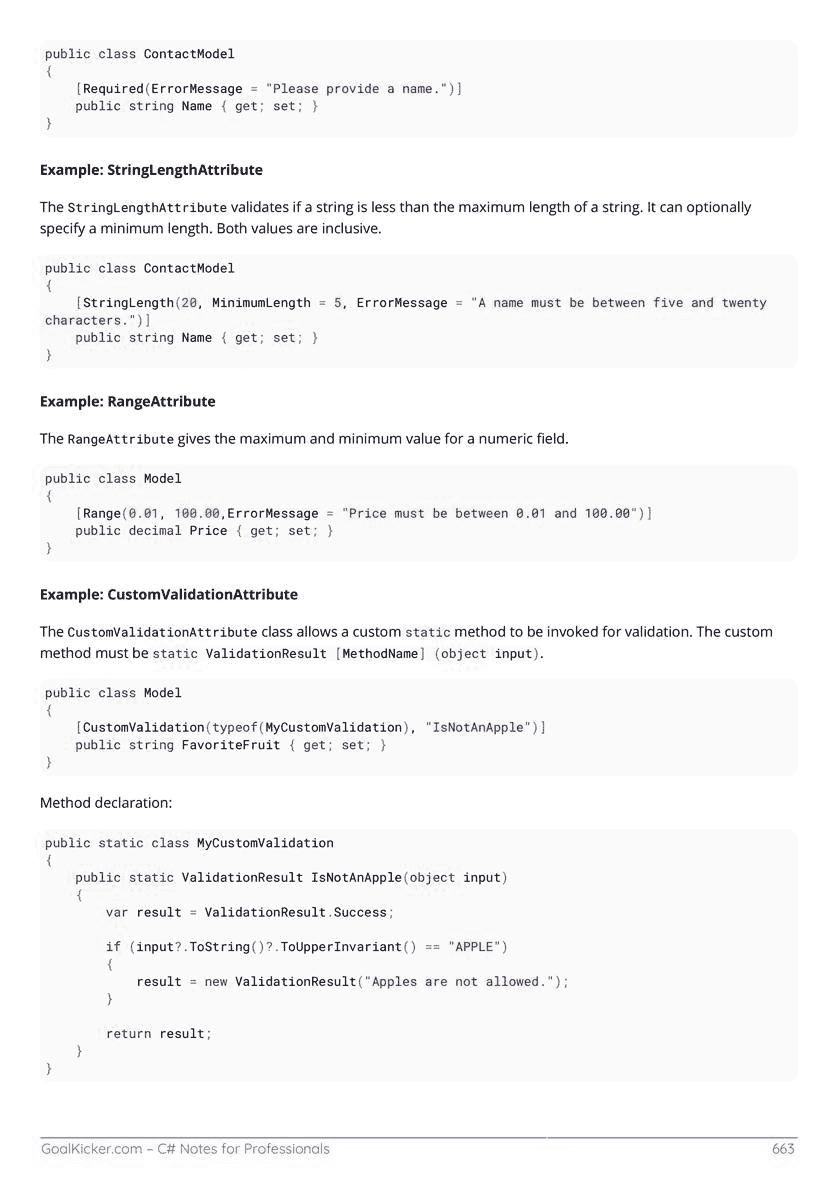 public class ContactModel
{
    [Required(ErrorMessage = "Please provide a name.")]
    public string Name { get; set; }
}
Example: StringLengthAttribute
The StringLengthAttribute validates if a string is less than the maximum length of a string. It can optionally
specify a minimum length. Both values are inclusive.
public class ContactModel
{
    [StringLength(20, MinimumLength = 5, ErrorMessage = "A name must be between five and twenty
characters.")]
    public string Name { get; set; }
}
Example: RangeAttribute
The RangeAttribute gives the maximum and minimum value for a numeric field.
public class Model
{
    [Range(0.01, 100.00,ErrorMessage = "Price must be between 0.01 and 100.00")]
    public decimal Price { get; set; }
}
Example: CustomValidationAttribute
The CustomValidationAttribute class allows a custom static method to be invoked for validation. The custom
method must be static ValidationResult [MethodName] (object input).
public class Model
{
    [CustomValidation(typeof(MyCustomValidation), "IsNotAnApple")]
    public string FavoriteFruit { get; set; }
}
Method declaration:
public static class MyCustomValidation
{
    public static ValidationResult IsNotAnApple(object input)
    {
        var result = ValidationResult.Success;
        if (input?.ToString()?.ToUpperInvariant() == "APPLE")
        {
            result = new ValidationResult("Apples are not allowed.");
        }
        return result;
    }
}
GoalKicker.com – C# Notes for Professionals 663